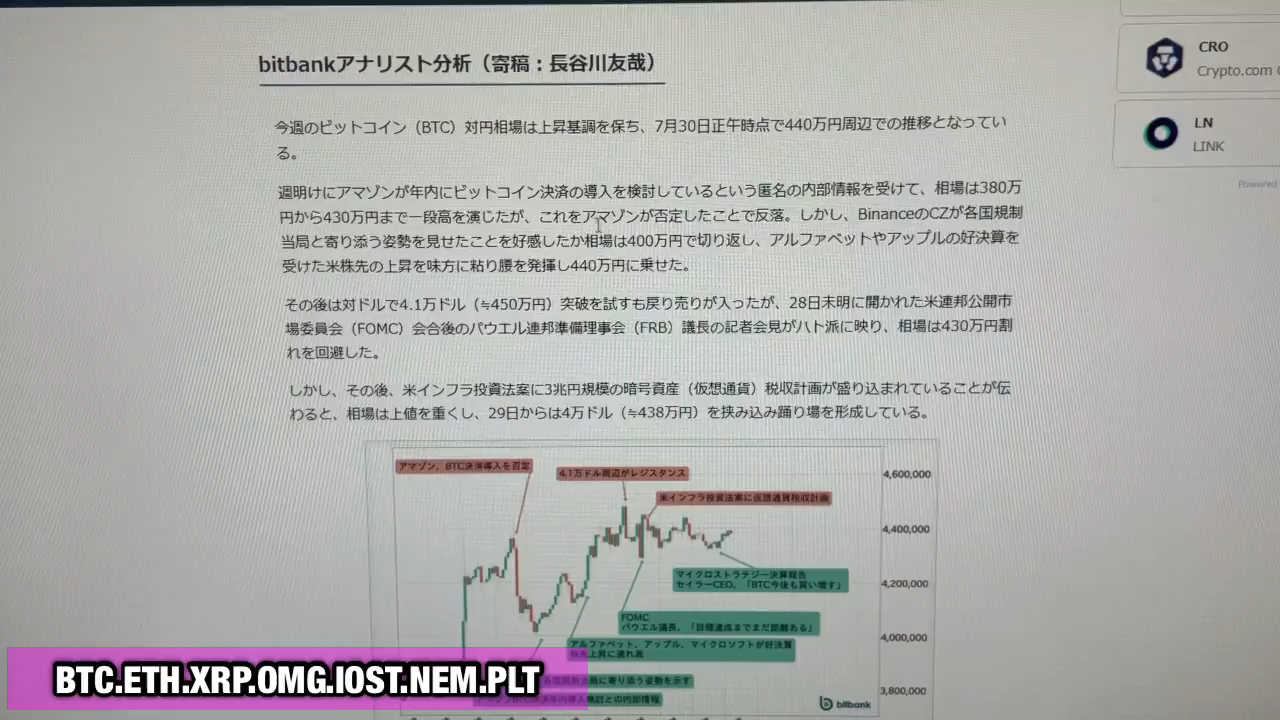 bitbankアナリスト分析（寄稿：長谷川友哉）
CRO
Crypto.com
LN
LINK
Powered
今週のビットコイン（BTC）対円相場は上昇基調を保ち、7月30日正午時点で440万円周辺での推移となってい
る。
週明けにアマゾンが年内にビットコイン決済の導入を検討しているという匿名の内部情報を受けて、相場は380万
円から430万円まで一段高を演じたが、これをアマゾンが否定したことで反落。しかし、BinanceのCZが各国規制
当局と寄り添う姿勢を見せたことを好感したか相場は400万円で切り返し、アルファベットやアップルの好決算を
受けた米株先の上昇を味方に粘り腰を発揮し440万円に乗せた。
その後は対ドルで4.1万ドル（≒450万円）突破を試すも戻り売りが入ったが、28日未明に開かれた米連邦公開市
場委員会（FOMC）会合後のパウエル連邦準備理事会（FRB）議長の記者会見がハト派に映り、相場は430万円割
れを回避した。
しかし、その後、米インフラ投資法案に3兆円規模の暗号資産（仮想通貨）税収計画が盛り込まれていることが伝
わると、相場は上値を重くし、29日からは4万ドル（≒438万円）を挟み込み踊り場を形成している。
アマゾン、BTC決済導入を否定
4.1万ドル周辺がレジスタンス
米インフラ投資法案に仮想通貨税収計画
4,600,000
4,400,000
4,200,000
4,000,000
3,800,000
マイクロストラテジー決算報告
セイラーCEO、「BTC今後も買い増す」
FOMC
パウエル議長、「目標達成までまだ距離ある」
アルファベット、アップル、マイクロソフトが好決算
株先上昇に連れ高
に寄り添う姿勢を示す
検討との内部情報
bitbank
BTC.ETH.XRP.OMG.IOST.NEM.PLT